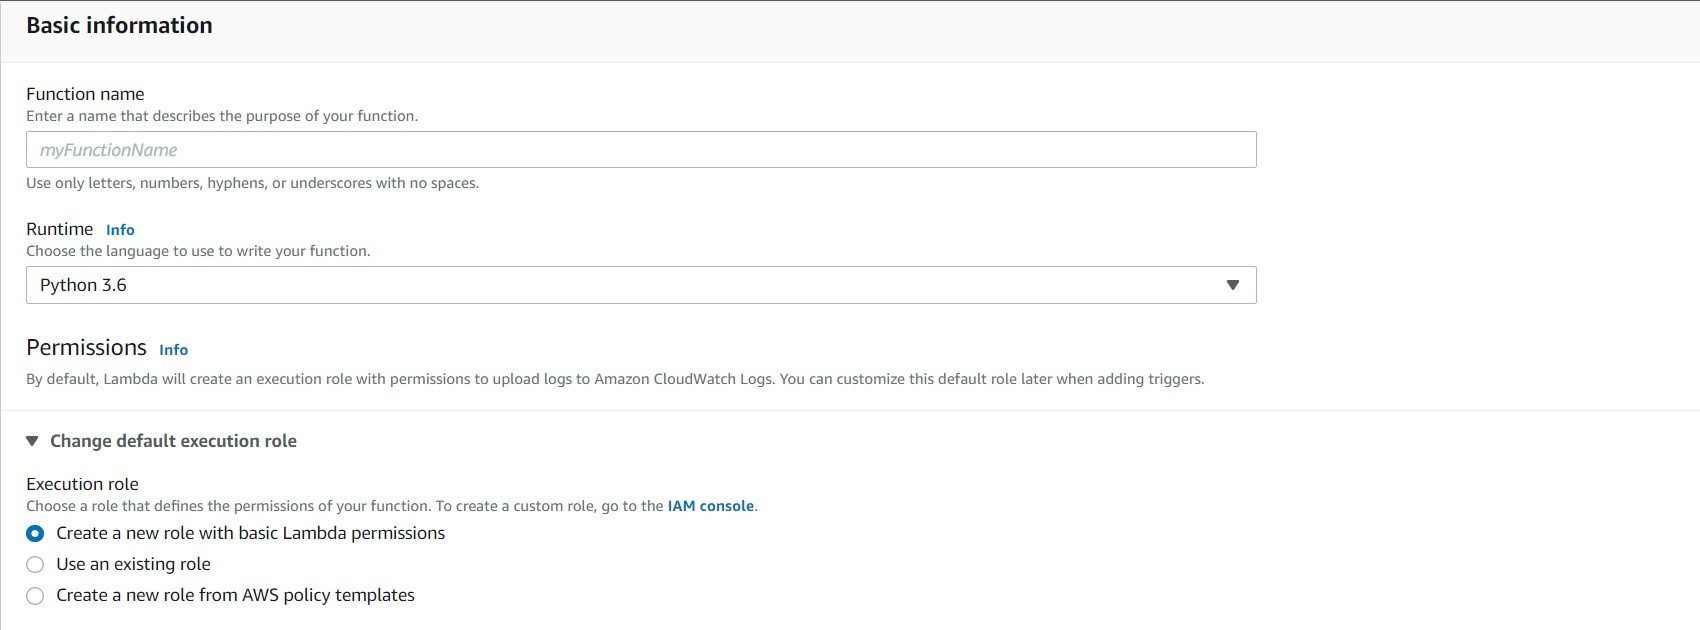 Basic information
Function name
Enter a name that describes the purpose of your function.
myFunctionName
Use only letters, numbers, hyphens, or underscores with no spaces.
Runtime Info
Choose the language to use to write your function.
Python 3.6
Permissions Info
By default, Lambda will create an execution role with permissions to upload logs to Amazon CloudWatch Logs. You can customize this default role later when adding triggers.
Change default execution role
Execution role
Choose a role that defines the permissions of your function. To create a custom role, go to the IAM console.
Create a new role with basic Lambda permissions
Use an existing role
Create a new role from AWS policy templates